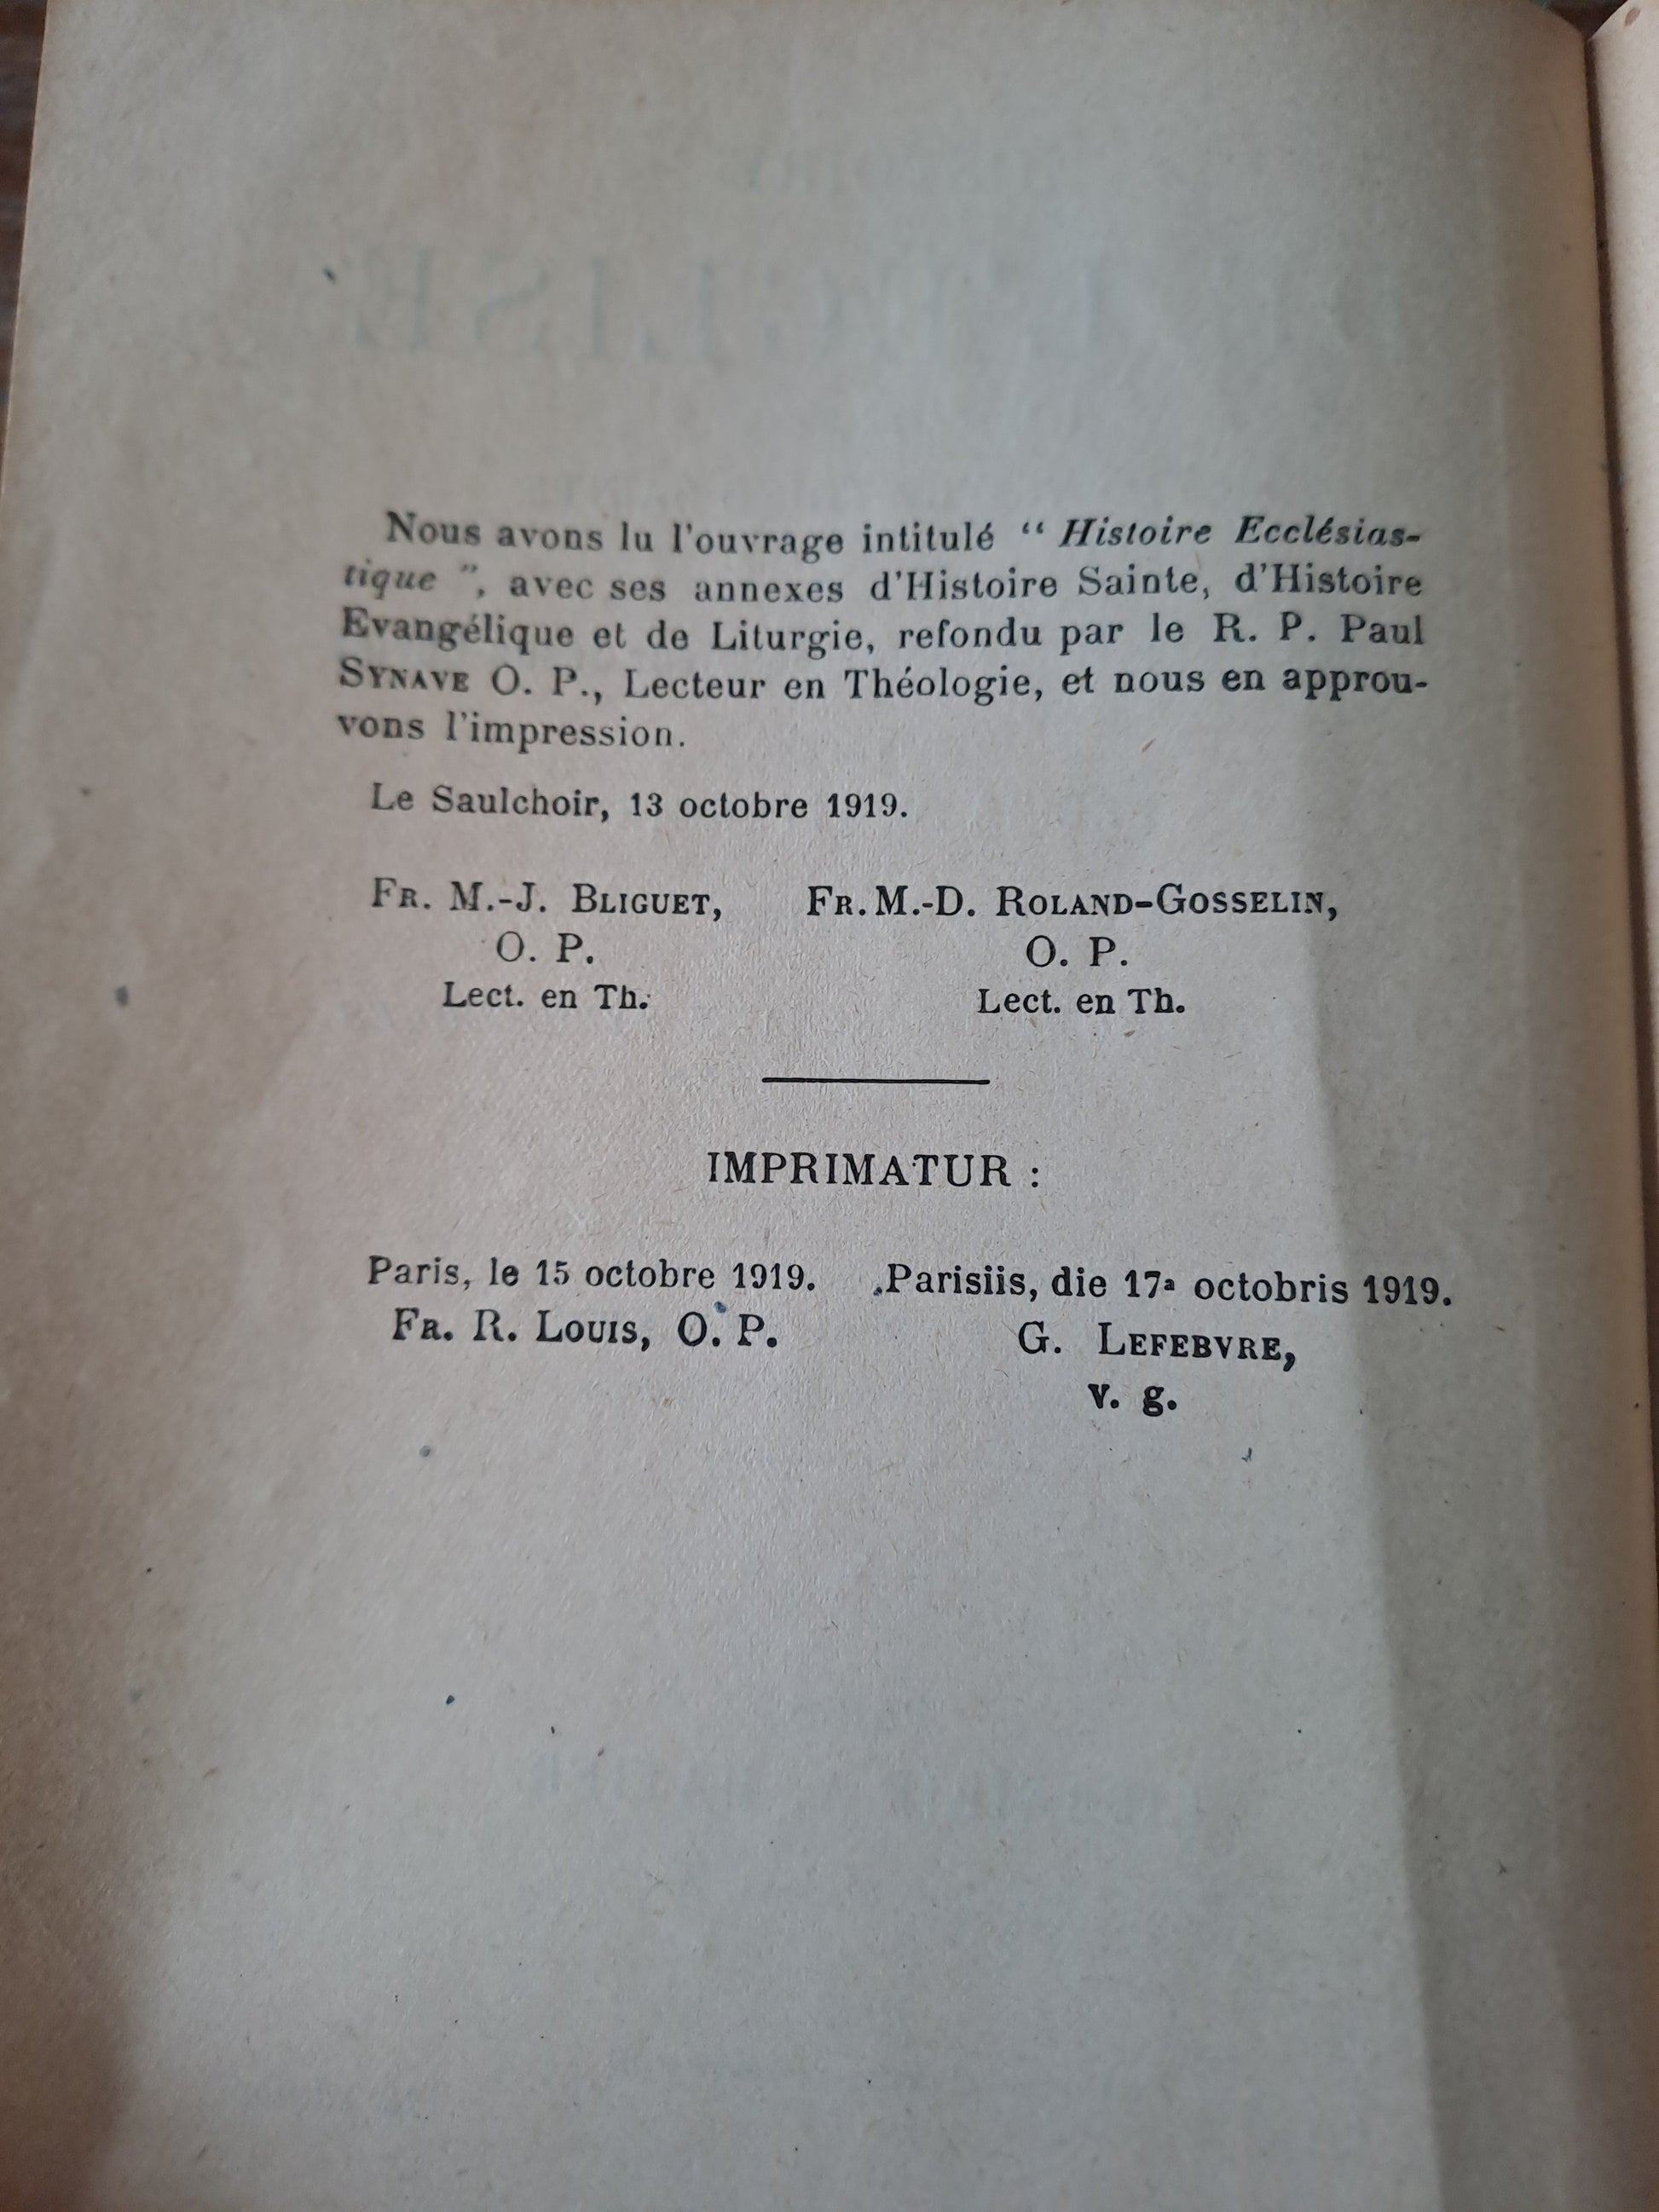 Nous avons lu l'ouvrage intitulé “ Histoire Ecclésias-
tique ”, avec ses annexes d'Histoire Sainte, d'Histoire
Evangélique et de Liturgie, refondu par le R. P. Paul
SYNAVE O. P., Lecteur en Théologie, et nous en approu-
vons l'impression.
Le Saulchoir, 13 octobre 1919.
FR. M.-J. BLIGUET, FR. M.-D. ROLAND-GOSSELIN,
O. P. O. P.
Lect. en Th. Lect. en Th.
IMPRIMATUR :
Paris, le 15 octobre 1919. Parisiis, die 17ª octobris 1919.
FR. R. LOUIS, O. P. G. LEFEBVRE,
v. g.